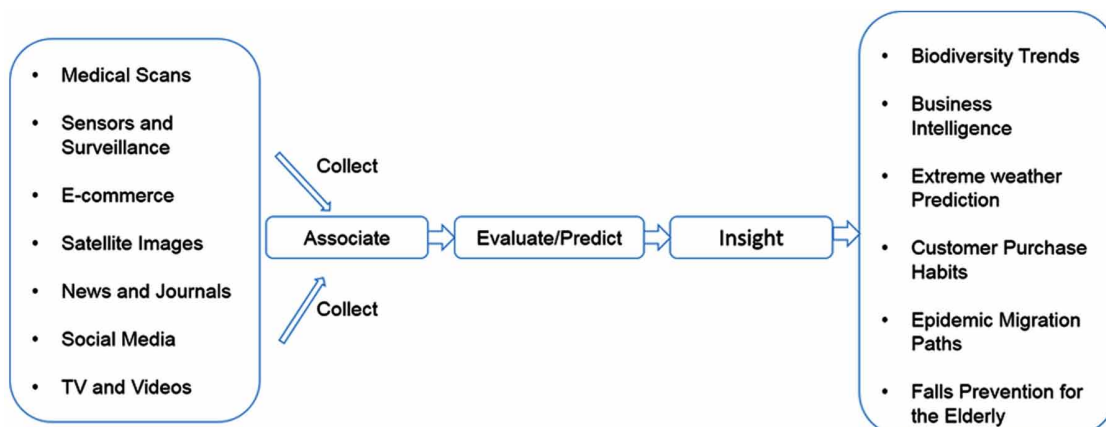 • Medical Scans
• Sensors and
Surveillance
• E-commerce
• Satellite Images
• News and Journals
• Social Media
• TV and Videos
Collect
Collect
Associate
Evaluate/Predict
Insight
• Biodiversity Trends
• Business
Intelligence
• Extreme weather
Prediction
• Customer Purchase
Habits
• Epidemic Migration
Paths
• Falls Prevention for
the Elderly